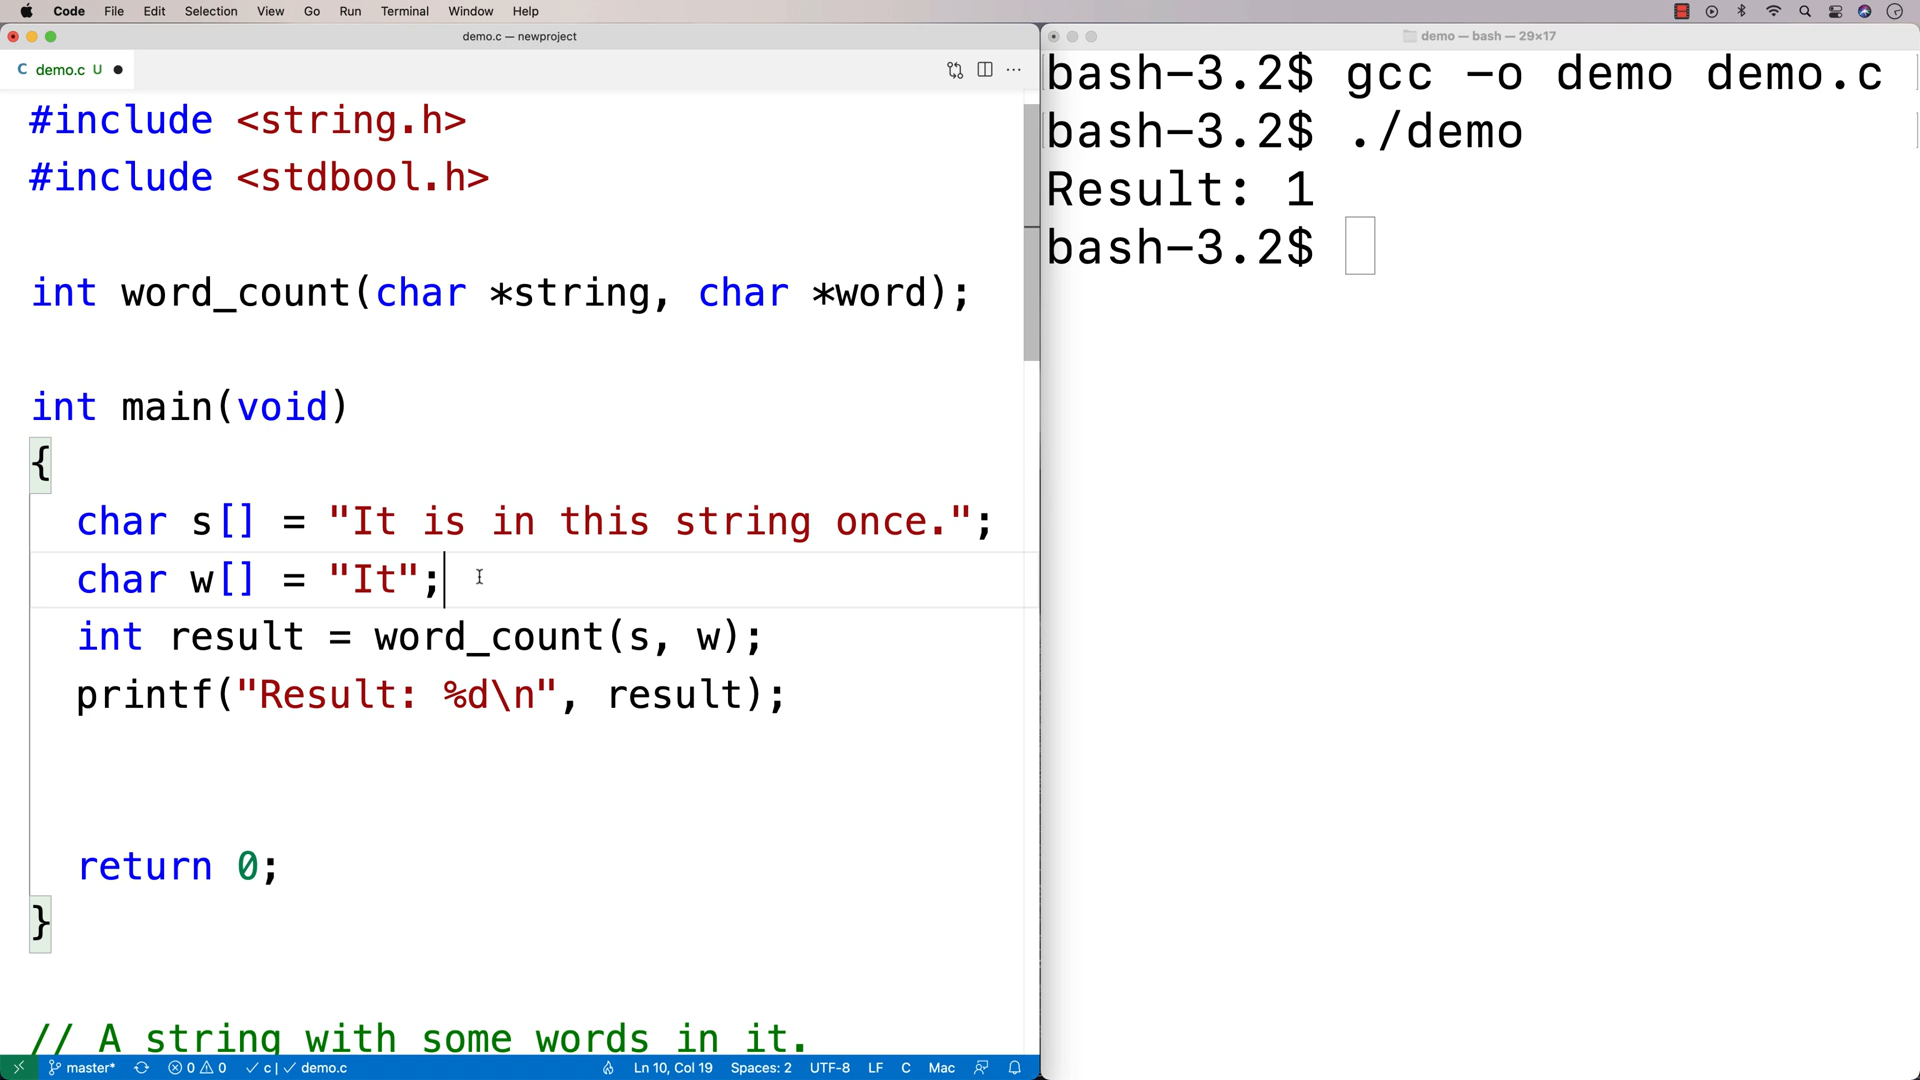 Code File Edit Selection View Go Run Terminal Window Help
demo.c — newproject
C demo.c U
#include <string.h>
#include <stdbool.h>
int word_count(char *string, char *word);
int main(void)
{
char s[] = "It is in this string once.";
char w[] = "It";
int result = word_count(s, w);
printf("Result: %d\n", result);
return 0;
}
// A string with some words in it.
master* 0 0 c | demo.c Ln 10, Col 19 Spaces: 2 UTF-8 LF C Mac
demo — bash — 29×17
bash-3.2$ gcc -o demo demo.c
bash-3.2$ ./demo
Result: 1
bash-3.2$